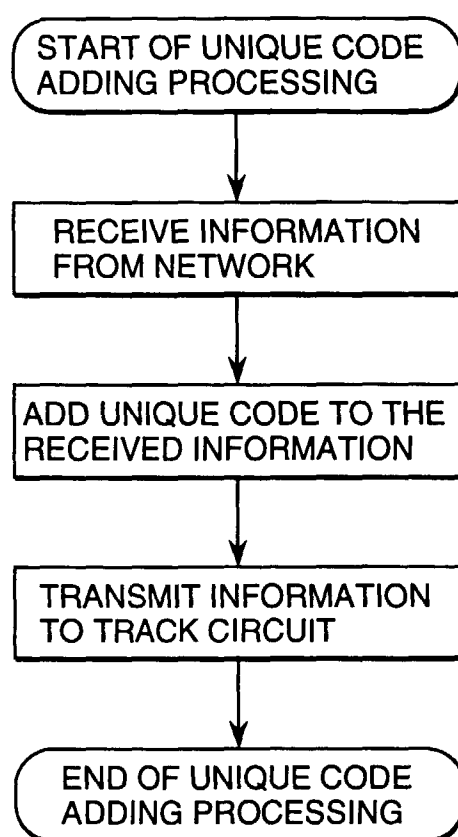 START OF UNIQUE CODE
ADDING PROCESSING
RECEIVE INFORMATION
FROM NETWORK
ADD UNIQUE CODE TO THE
RECEIVED INFORMATION
TRANSMIT INFORMATION
TO TRACK CIRCUIT
END OF UNIQUE CODE
ADDING PROCESSING